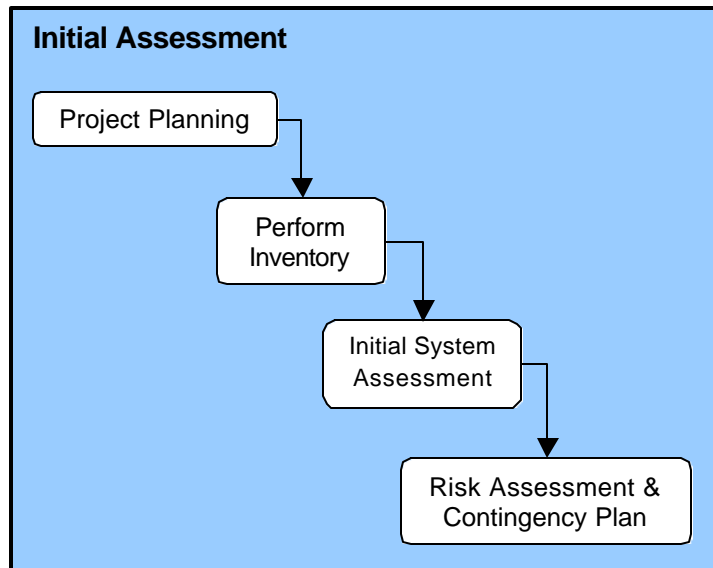 Initial Assessment
Project Planning
Perform
Inventory
Initial System
Assessment
Risk Assessment &
Contingency Plan